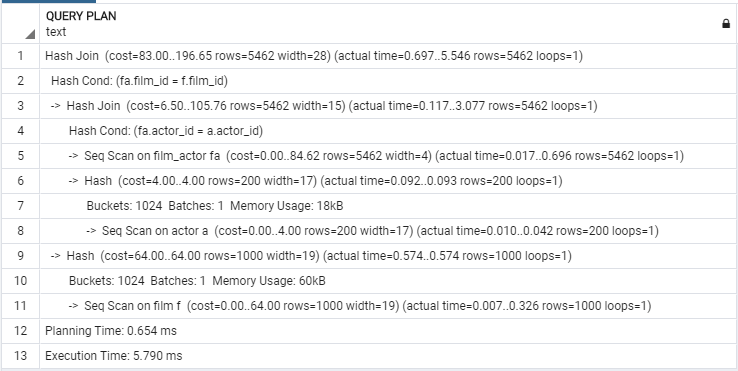 QUERY PLAN
text
1 Hash Join (cost=83.00..196.65 rows=5462 width=28) (actual time=0.697..5.546 rows=5462 loops=1)
2 Hash Cond: (fa.film_id = f.film_id)
3 -> Hash Join (cost=6.50..105.76 rows=5462 width=15) (actual time=0.117..3.077 rows=5462 loops=1)
4 Hash Cond: (fa.actor_id = a.actor_id)
5 -> Seq Scan on film_actor fa (cost=0.00..84.62 rows=5462 width=4) (actual time=0.017..0.696 rows=5462 loops=1)
6 -> Hash (cost=4.00..4.00 rows=200 width=17) (actual time=0.092..0.093 rows=200 loops=1)
7 Buckets: 1024 Batches: 1 Memory Usage: 18kB
8 -> Seq Scan on actor a (cost=0.00..4.00 rows=200 width=17) (actual time=0.010..0.042 rows=200 loops=1)
9 -> Hash (cost=64.00..64.00 rows=1000 width=19) (actual time=0.574..0.574 rows=1000 loops=1)
10 Buckets: 1024 Batches: 1 Memory Usage: 60kB
11 -> Seq Scan on film f (cost=0.00..64.00 rows=1000 width=19) (actual time=0.007..0.326 rows=1000 loops=1)
12 Planning Time: 0.654 ms
13 Execution Time: 5.790 ms